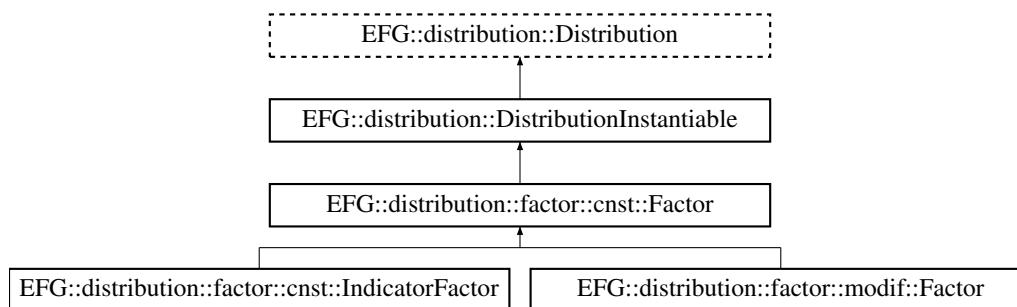 EFG::distribution::Distribution
EFG::distribution::DistributionInstantiable
EFG::distribution::factor::cnst::Factor
EFG::distribution::factor::cnst::IndicatorFactor
EFG::distribution::factor::modif::Factor